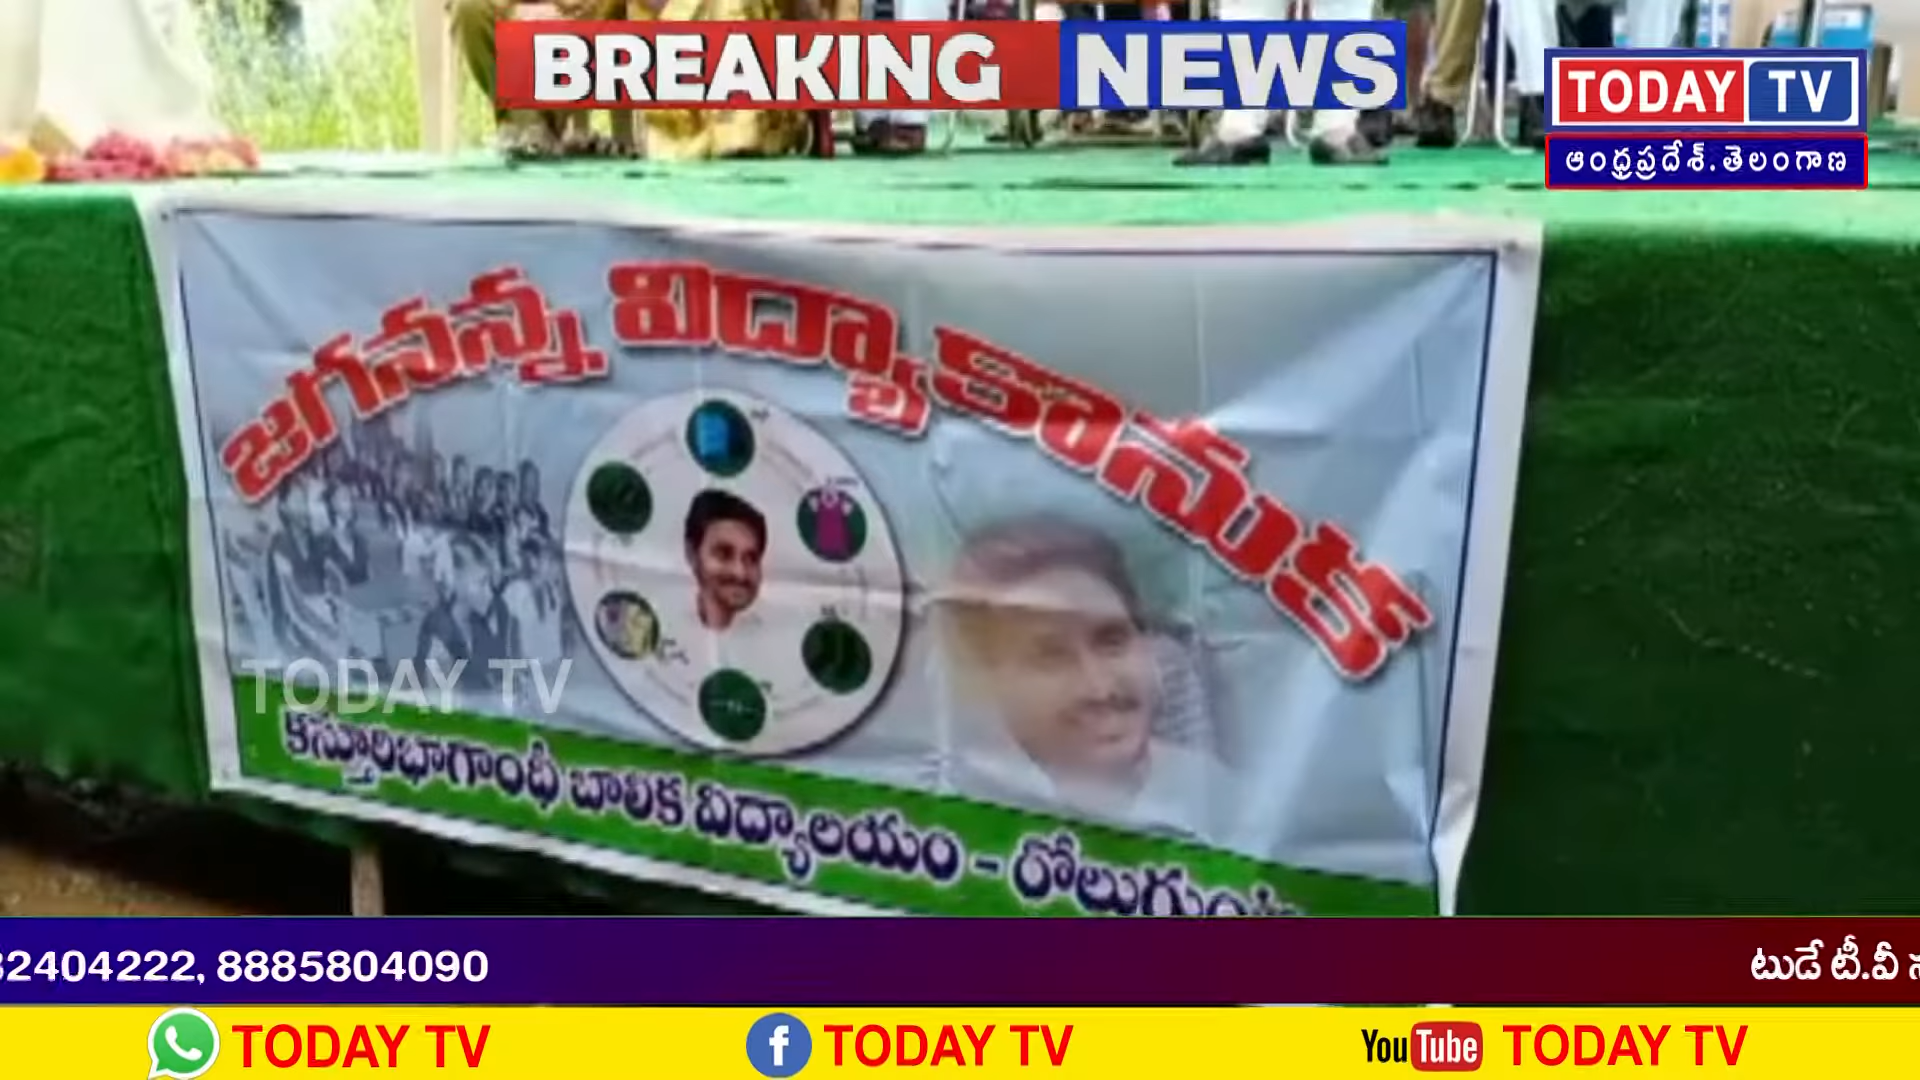 BREAKING NEWS
TODAY TV
ఆంధ్రప్రదేశ్.తెలంగాణ
జగనన్న విద్యాకానుక
TODAY TV
కస్తూరిభాగాంధీ బాలిక విద్యాలయం - రోలుగుంట
2404222, 8885804090
టుడే టీ.వీ
TODAY TV
TODAY TV
YouTube TODAY TV